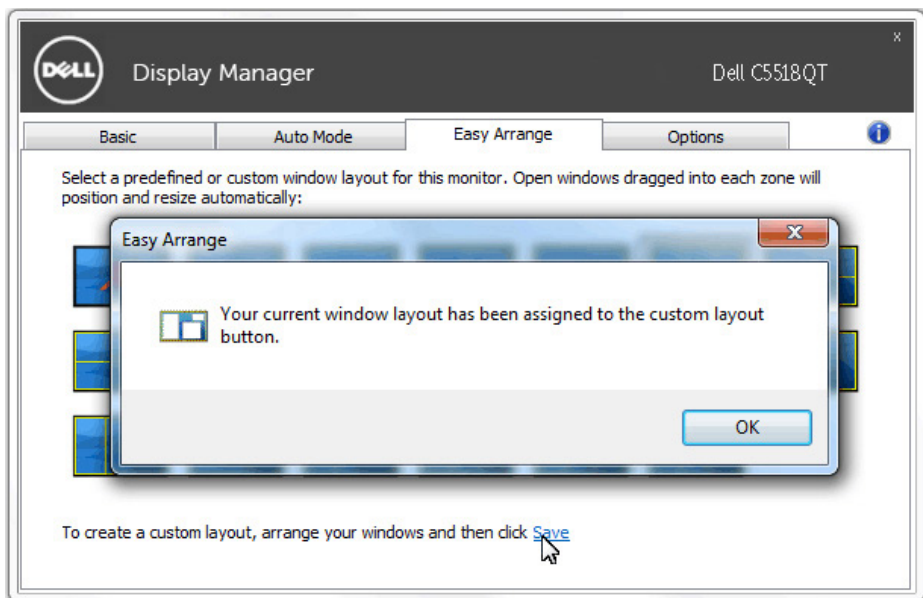 DELL
Display Manager
Dell C5518QT
x
Basic
Auto Mode
Easy Arrange
Options
i
Select a predefined or custom window layout for this monitor. Open windows dragged into each zone will
position and resize automatically:
Easy Arrange
X
Your current window layout has been assigned to the custom layout
button.
OK
To create a custom layout, arrange your windows and then click Save